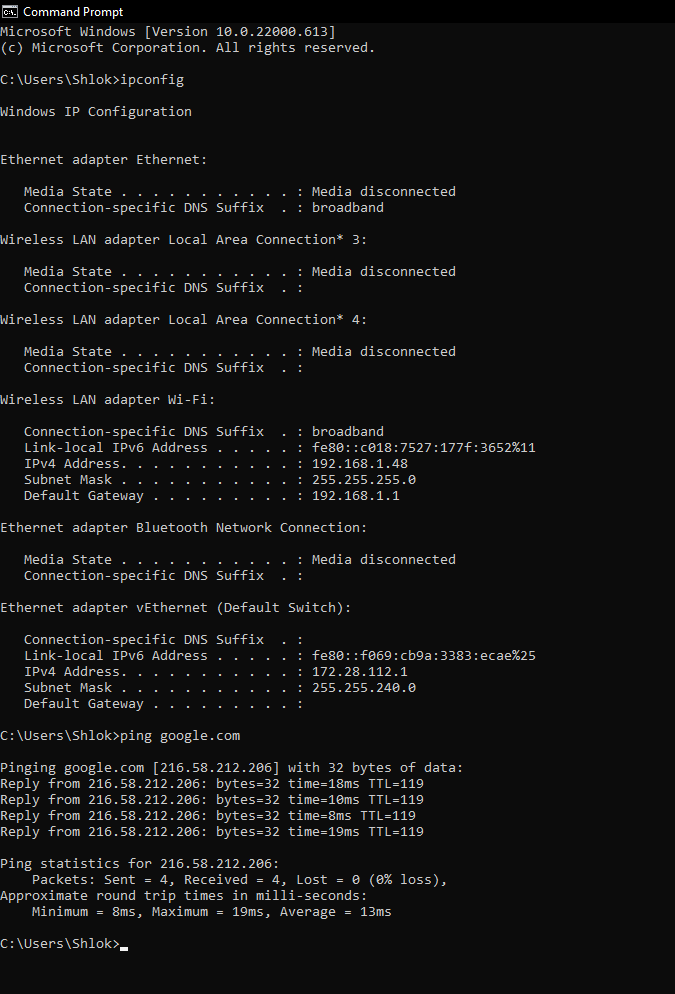 Command Prompt
Microsoft Windows [Version 10.0.22000.613]
(c) Microsoft Corporation. All rights reserved.
C:\Users\Shlok>ipconfig
Windows IP Configuration
Ethernet adapter Ethernet:
Media State . . . . . . . . . . . : Media disconnected
Connection-specific DNS Suffix  . : broadband
Wireless LAN adapter Local Area Connection* 3:
Media State . . . . . . . . . . . : Media disconnected
Connection-specific DNS Suffix  . :
Wireless LAN adapter Local Area Connection* 4:
Media State . . . . . . . . . . . : Media disconnected
Connection-specific DNS Suffix  . :
Wireless LAN adapter Wi-Fi:
Connection-specific DNS Suffix  . : broadband
Link-local IPv6 Address . . . . . : fe80::c018:7527:177f:3652%11
IPv4 Address. . . . . . . . . . . : 192.168.1.48
Subnet Mask . . . . . . . . . . . : 255.255.255.0
Default Gateway . . . . . . . . . : 192.168.1.1
Ethernet adapter Bluetooth Network Connection:
Media State . . . . . . . . . . . : Media disconnected
Connection-specific DNS Suffix  . :
Ethernet adapter vEthernet (Default Switch):
Connection-specific DNS Suffix  . :
Link-local IPv6 Address . . . . . : fe80::f069:cb9a:3383:ecae%25
IPv4 Address. . . . . . . . . . . : 172.28.112.1
Subnet Mask . . . . . . . . . . . : 255.255.240.0
Default Gateway . . . . . . . . . :
C:\Users\Shlok>ping google.com
Pinging google.com [216.58.212.206] with 32 bytes of data:
Reply from 216.58.212.206: bytes=32 time=18ms TTL=119
Reply from 216.58.212.206: bytes=32 time=10ms TTL=119
Reply from 216.58.212.206: bytes=32 time=8ms TTL=119
Reply from 216.58.212.206: bytes=32 time=19ms TTL=119
Ping statistics for 216.58.212.206:
Packets: Sent = 4, Received = 4, Lost = 0 (0% loss),
Approximate round trip times in milli-seconds:
Minimum = 8ms, Maximum = 19ms, Average = 13ms
C:\Users\Shlok>